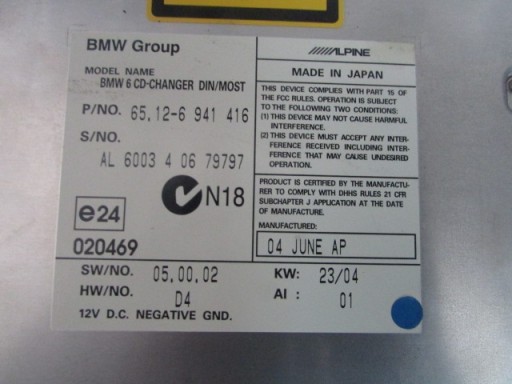 BMW Group
MODEL NAME
BMW 6 CD-CHANGER DIN/MOST
P/NO. 65,12-6 941 416
S/NO.
AL 6003 4 06 79797
N18
e24
020469
ALPINE
MADE IN JAPAN
THIS DEVICE COMPLIES WITH PART 15 OF
THE FCC RULES. OPERATION IS SUBJECT
TO THE FOLLOWING TWO CONDITIONS:
(1) THIS DEVICE MAY NOT CAUSE HARMFUL
INTERFERENCE.
(2) THIS DEVICE MUST ACCEPT ANY INTER-
FERENCE RECEIVED INCLUDING INTER-
FERENCE THAT MAY CAUSE UNDESIRED
OPERATION.
PRODUCT IS CERTIFIED BY THE MANUFACTU-
RER TO COMPLY WITH DHHS RULES 21 CFR
SUBCHAPTER J APPLICATION AT THE DATE
OF MANUFACTURE.
MANUFACTURED:
04 JUNE AP
SW/NO. 05,00,02 KW: 23/04
HW/NO. D4 AI : 01
12V D.C. NEGATIVE GND.